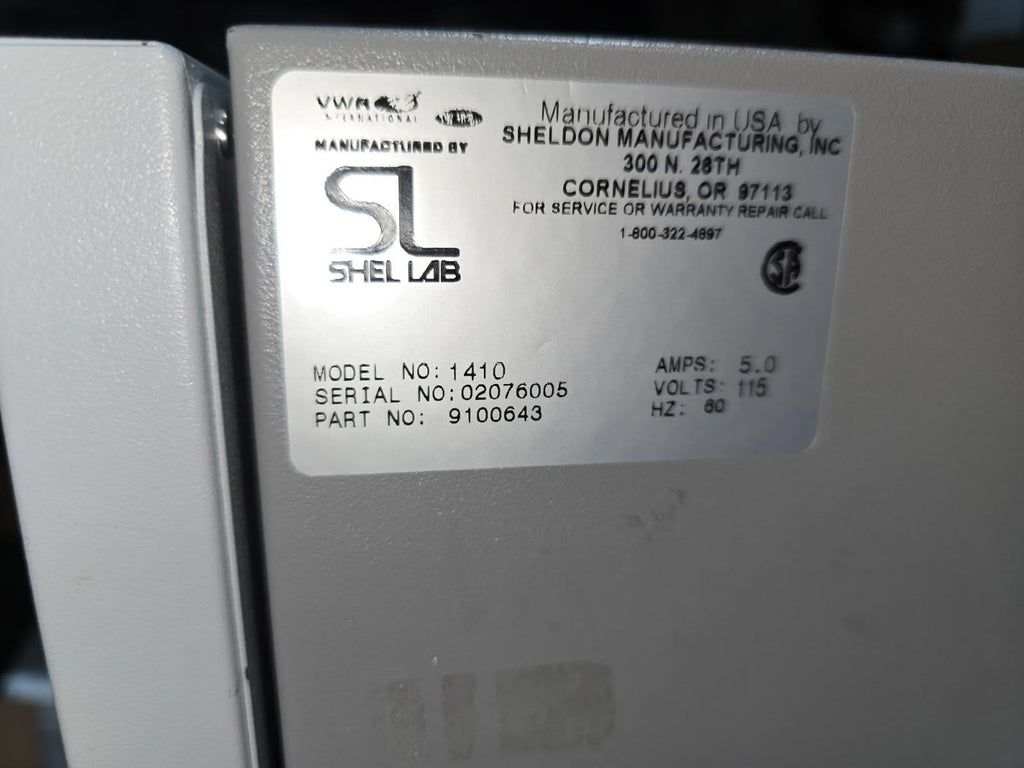 VWR
INTERNATIONAL
MANUFACTURED BY
SL
SHEL LAB
Manufactured in USA by
SHELDON MANUFACTURING, INC
300 N. 26TH
CORNELIUS, OR 97113
FOR SERVICE OR WARRANTY REPAIR CALL
1-800-322-4897
SA
MODEL NO: 1410
SERIAL NO: 02076005
PART NO: 9100643
AMPS: 5.0
VOLTS: 115
HZ: 60